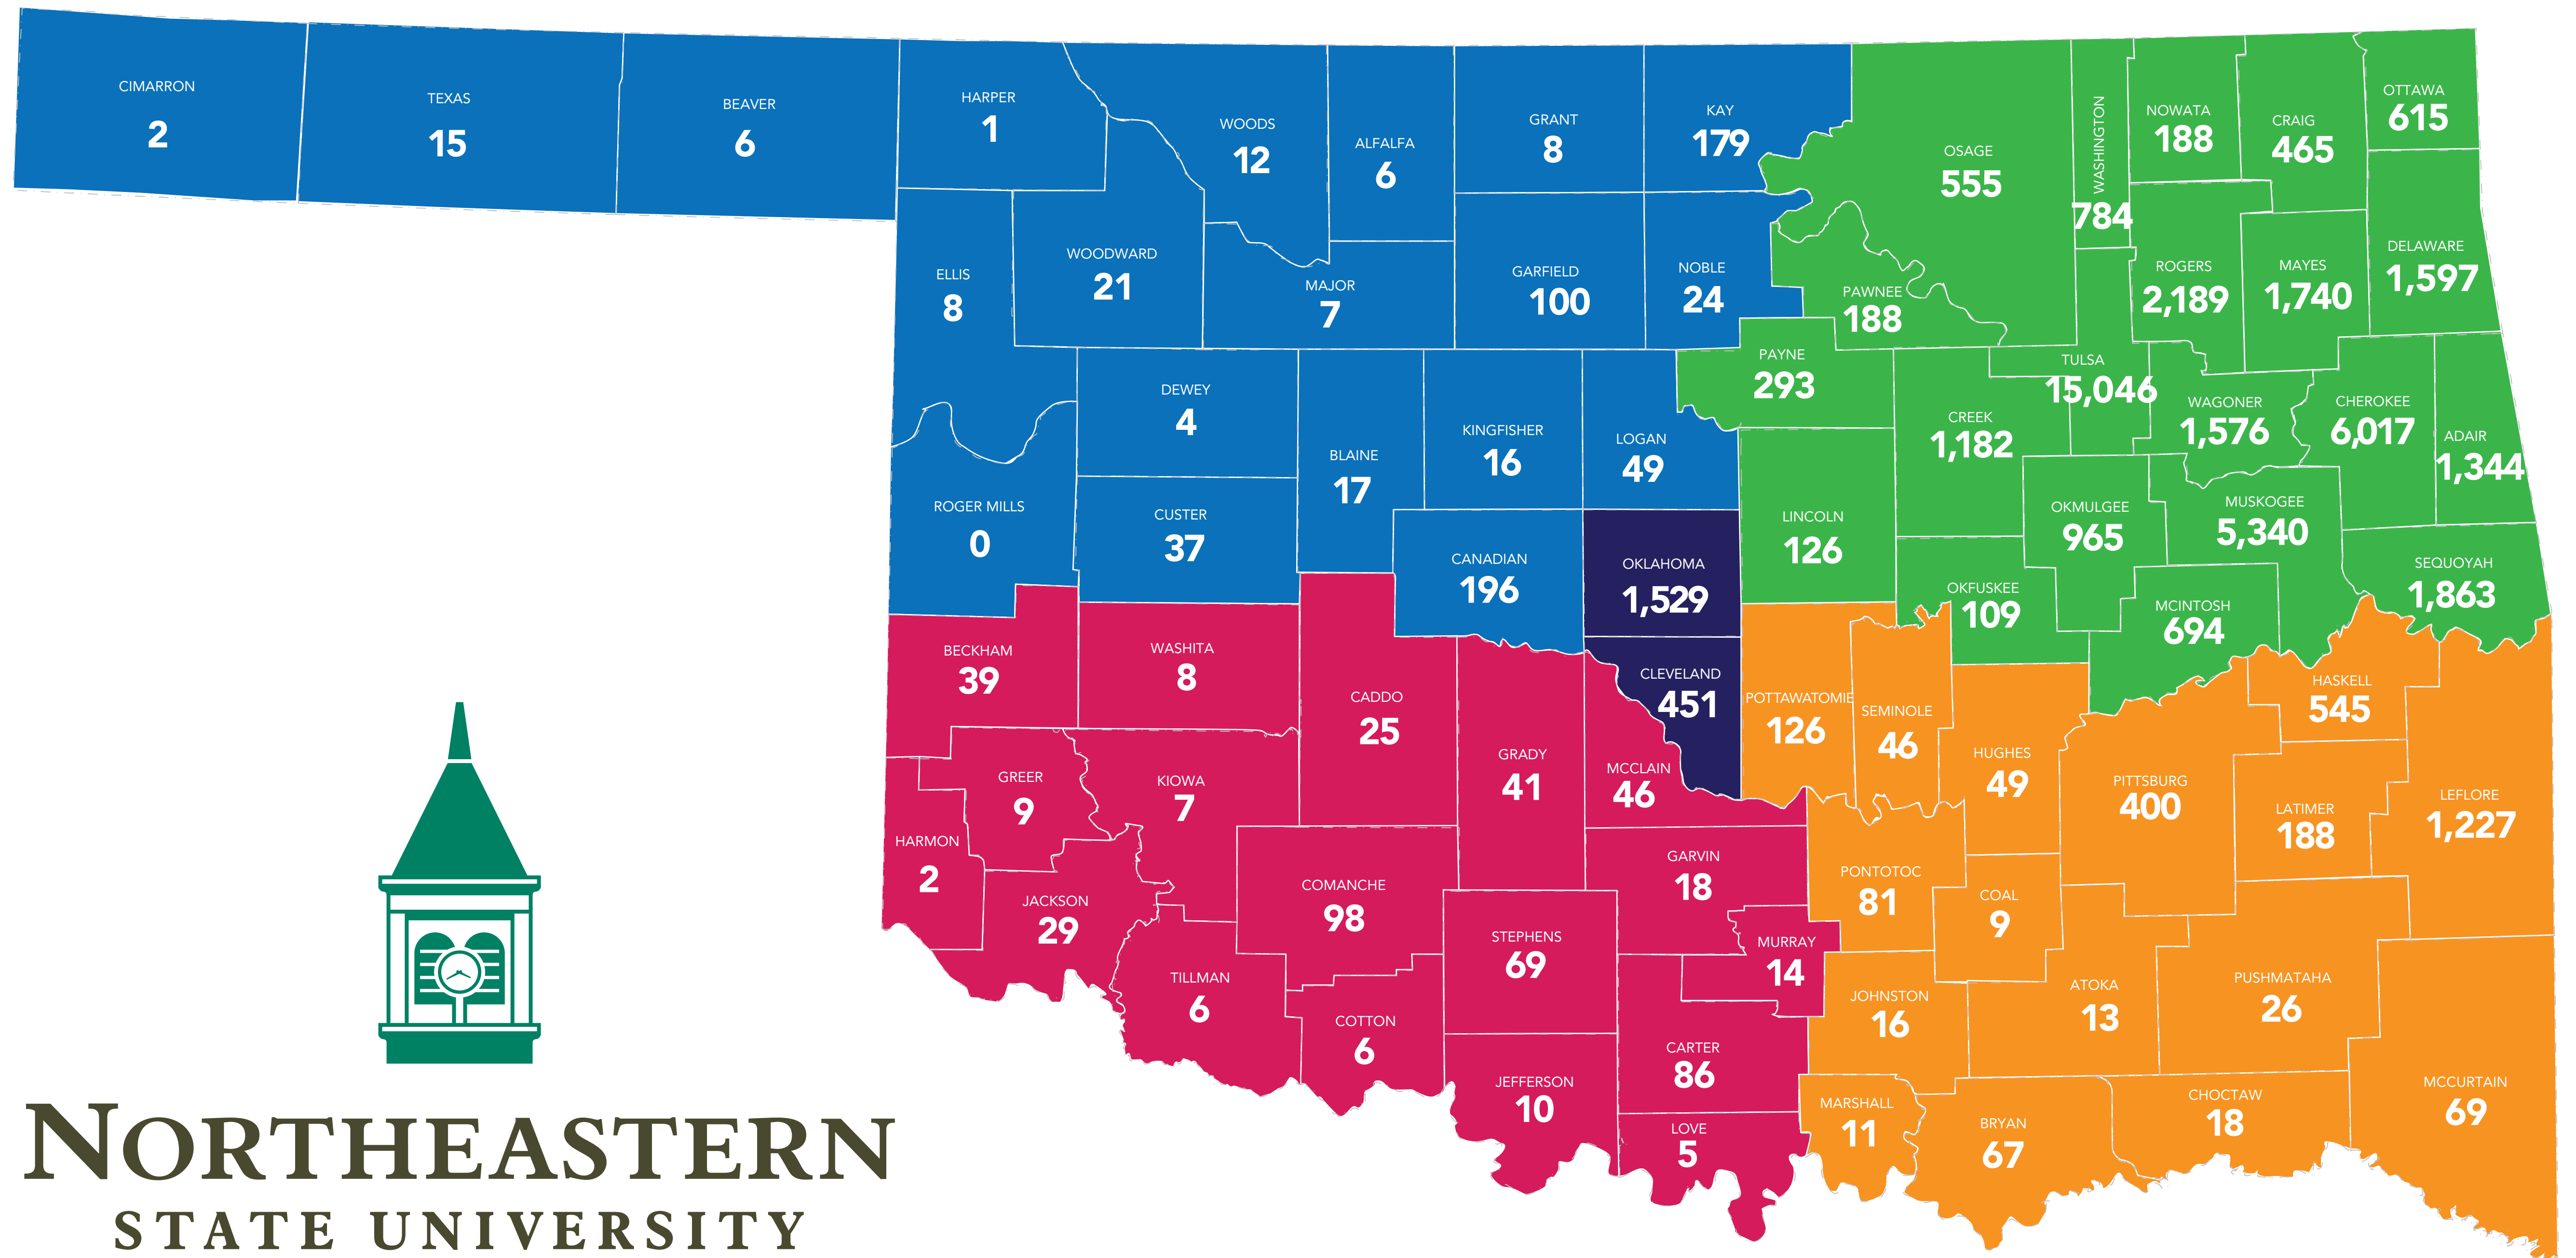 CIMARRON
2
TEXAS
15
BEAVER
6
HARPER
1
WOODS
12
ALFALFA
6
GRANT
8
KAY
179
OSAGE
555
WASHINGTON
784
NOWATA
188
CRAIG
465
OTTAWA
615
ELLIS
8
WOODWARD
21
MAJOR
7
GARFIELD
100
NOBLE
24
PAWNEE
188
ROGERS
2,189
MAYES
1,740
DELAWARE
1,597
DEWEY
4
BLAINE
17
KINGFISHER
16
LOGAN
49
PAYNE
293
CREEK
1,182
TULSA
15,046
WAGONER
1,576
CHEROKEE
6,017
ADAIR
1,344
ROGER MILLS
0
CUSTER
37
CANADIAN
196
OKLAHOMA
1,529
LINCOLN
126
OKFUSKEE
109
OKMULGEE
965
MUSKOGEE
5,340
MCINTOSH
694
SEQUOYAH
1,863
BECKHAM
39
WASHITA
8
CADDO
25
GRADY
41
MCCLAIN
46
CLEVELAND
451
POTTAWATOMIE
126
SEMINOLE
46
HUGHES
49
PITTSBURG
400
HASKELL
545
LATIMER
188
LEFLORE
1,227
HARMON
2
GREER
9
KIOWA
7
JACKSON
29
COMANCHE
98
STEPHENS
69
GARVIN
18
MURRAY
14
PONTOTOC
81
COAL
9
TILLMAN
6
COTTON
6
JEFFERSON
10
CARTER
86
LOVE
5
JOHNSTON
16
ATOKA
13
PUSHMATAHA
26
MARSHALL
11
BRYAN
67
CHOCTAW
18
MCCURTAIN
69
NORTHEASTERN
STATE UNIVERSITY